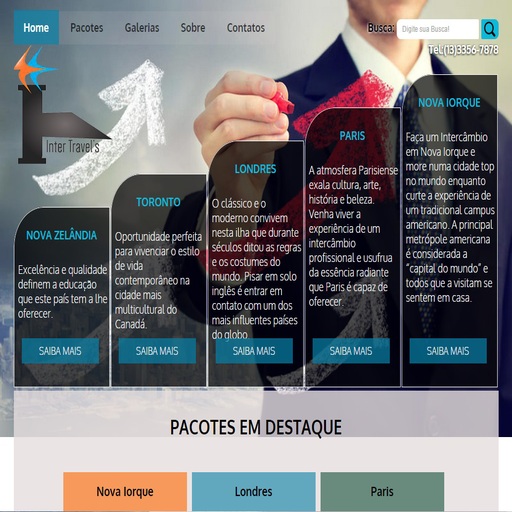 Home Pacotes Galerias Sobre Contatos Busca: Digite sua Busca!
Tel:(13)3356-7878
Inter Travel's
NOVA ZELÂNDIA
Excelência e qualidade
definem a educação
que este país tem a lhe
oferecer.
SAIBA MAIS
TORONTO
Oportunidade perfeita
para vivenciar o estilo
de vida
contemporâneo na
cidade mais
multicultural do
Canadá.
SAIBA MAIS
LONDRES
O clássico e o
moderno convivem
nesta ilha que durante
séculos ditou as regras
e os costumes do
mundo. Pisar em solo
inglês é entrar em
contato com um dos
mais influentes países
do globo
SAIBA MAIS
PARIS
A atmosfera Parisiense
exala cultura, arte,
história e beleza.
Venha viver a
experiência de um
intercâmbio
profissional e usufrua
da essência radiante
que Paris é capaz de
oferecer.
SAIBA MAIS
NOVA IORQUE
Faça um Intercâmbio
em Nova Iorque e
more numa cidade top
no mundo enquanto
curte a experiência de
um tradicional campus
americano. A principal
metrópole americana
é considerada a
“capital do mundo” e
todos que a visitam se
sentem em casa.
SAIBA MAIS
PACOTES EM DESTAQUE
Nova Iorque Londres Paris